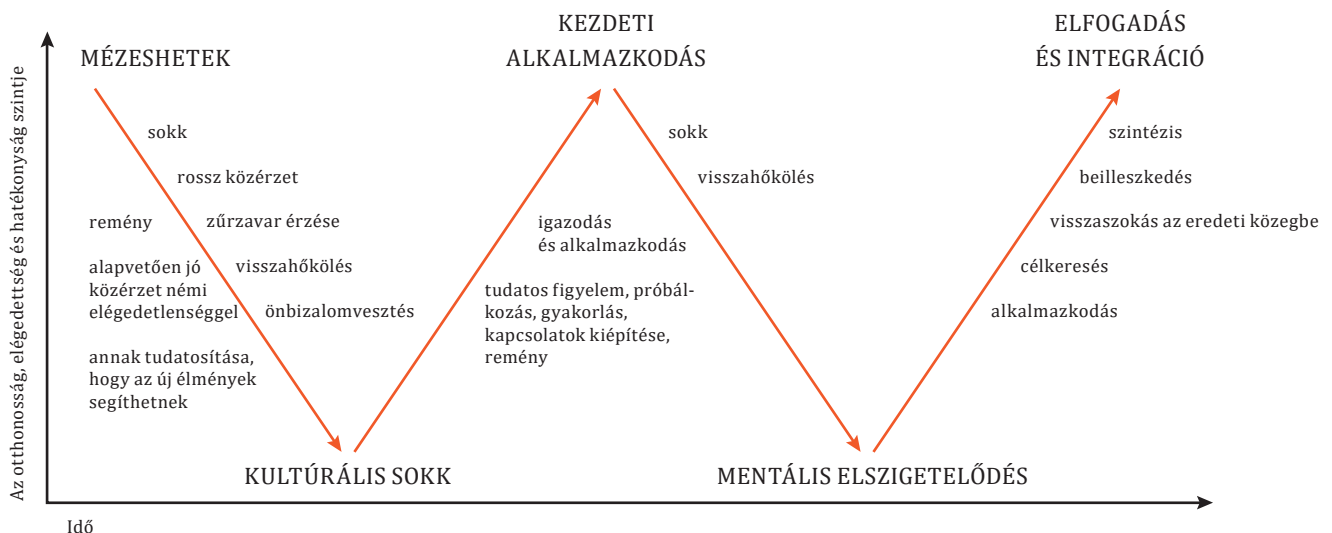 Az otthonosság, elégedettség és hatékonyság szintje
MÉZESHETEK
sokk
rossz közérzet
remény
zűrzavar érzése
alapvetően jó
közérzet némi
elégedetlenséggel
visszahőkölés
önbizalomvesztés
annak tudatosítása,
hogy az új élmények
segíthetnek
KULTÚRÁLIS SOKK
KEZDETI
ALKALMAZKODÁS
igazodás
és alkalmazkodás
tudatos figyelem, próbál-
kozás, gyakorlás,
kapcsolatok kiépítése,
remény
sokk
visszahőkölés
MENTÁLIS ELSZIGETELŐDÉS
ELFOGADÁS
ÉS INTEGRÁCIÓ
szintézis
beilleszkedés
visszaszokás az eredeti közegbe
célkeresés
alkalmazkodás
Idő